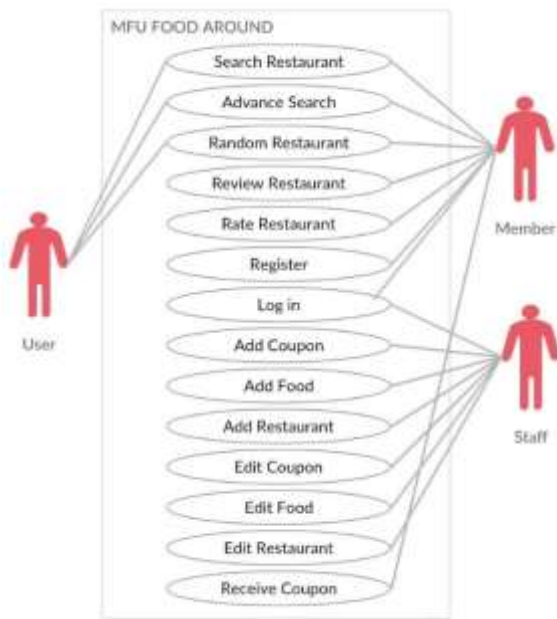 MFU FOOD AROUND
Search Restaurant
Advance Search
Random Restaurant
Review Restaurant
Rate Restaurant
Register
Log in
Add Coupon
Add Food
Add Restaurant
Edit Coupon
Edit Food
Edit Restaurant
Receive Coupon
User
Member
Staff